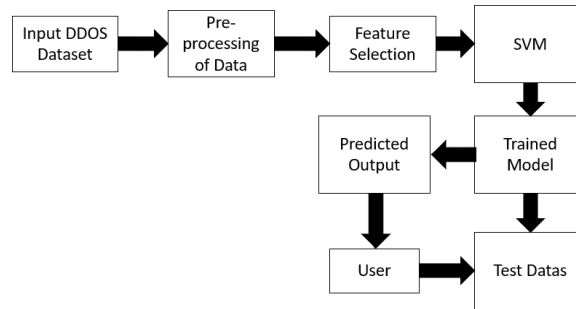 Input DDOS
Dataset
Pre-
processing
of Data
Feature
Selection
SVM
Predicted
Output
Trained
Model
User
Test Datas